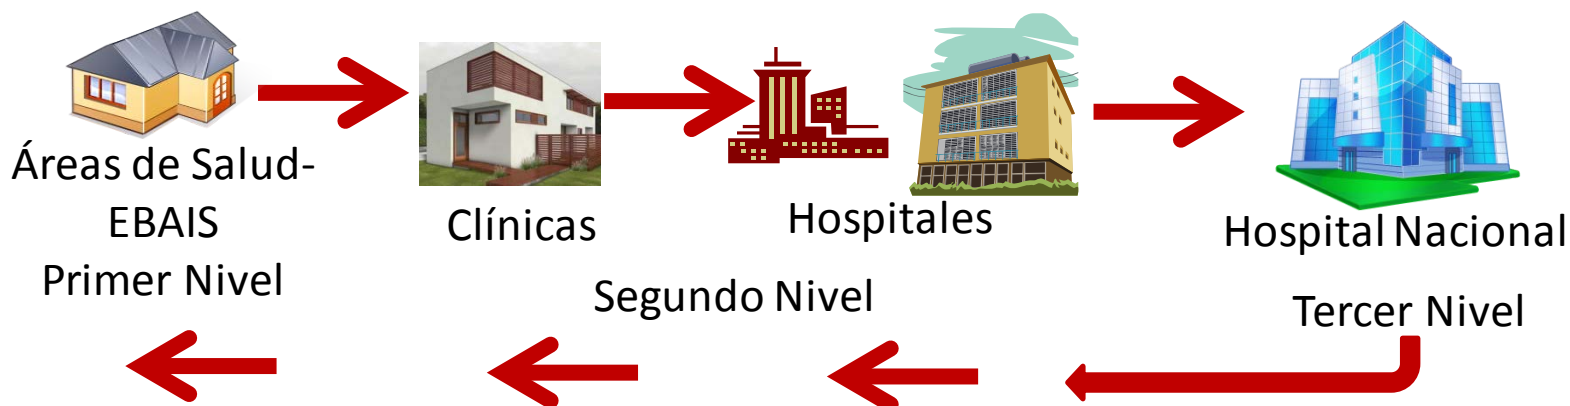 Áreas de Salud-
EBAIS
Primer Nivel
Clínicas
Hospitales
Segundo Nivel
Hospital Nacional
Tercer Nivel